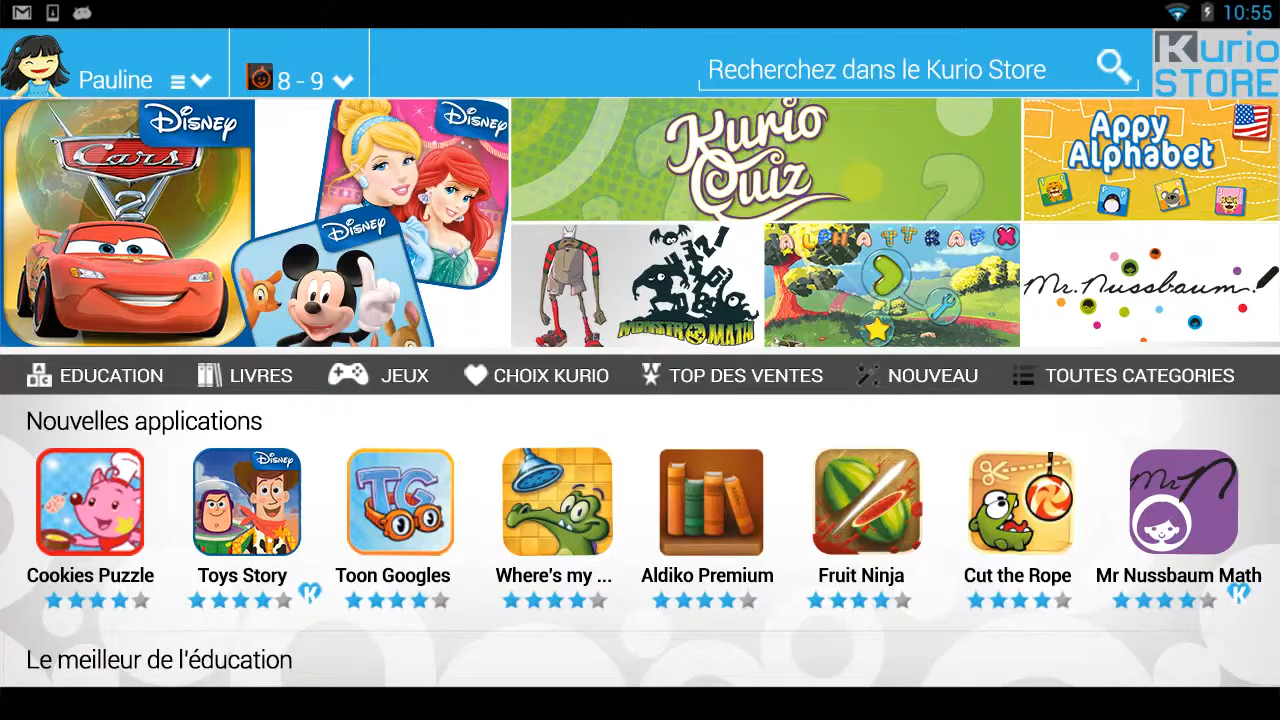 10:55
Pauline
8 - 9
Recherchez dans le Kurio Store
Kurio
STORE
Disney
Cars
2
Disney
Disney
Kurio
Quiz
Appy
Alphabet
ALPHATTRAPX
MONSTER MATH
Mr. Nussbaum!
EDUCATION
LIVRES
JEUX
CHOIX KURIO
TOP DES VENTES
NOUVEAU
TOUTES CATEGORIES
Nouvelles applications
Disney
TG
Mr N
Cookies Puzzle
Toys Story
Toon Googles
Where's my ...
Aldiko Premium
Fruit Ninja
Cut the Rope
Mr Nussbaum Math
K
K
Le meilleur de l'éducation